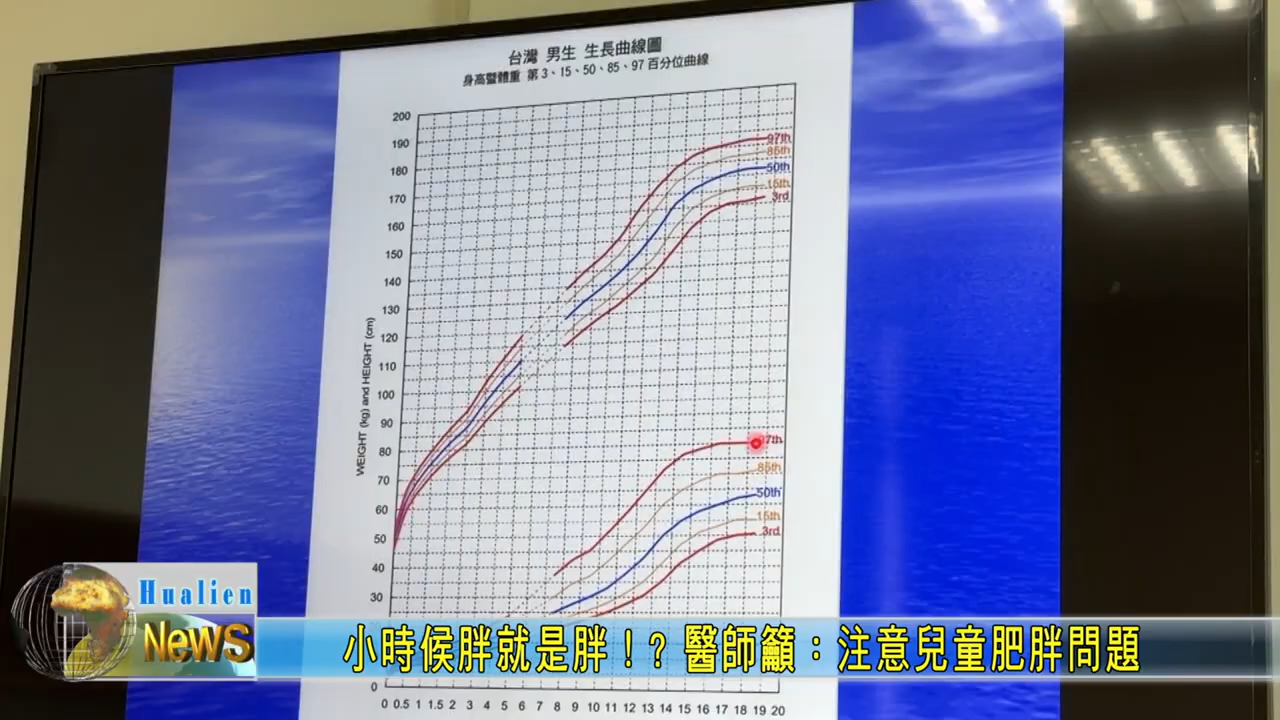 台灣 男生 生長曲線圖
身高暨體重 第 3、15、50、85、97 百分位曲線
200
190
180
170
160
150
140
130
120
110
100
90
80
70
60
50
40
30
0
WEIGHT (kg) and HEIGHT (cm)
97th
85th
50th
15th
3rd
7th
85th
50th
15th
3rd
0 0.5 1 1.5 2 3 4 5 6 7 8 9 10 11 12 13 14 15 16 17 18 19 20
Hualien
NewS
小時候胖就是胖！？醫師籲：注意兒童肥胖問題